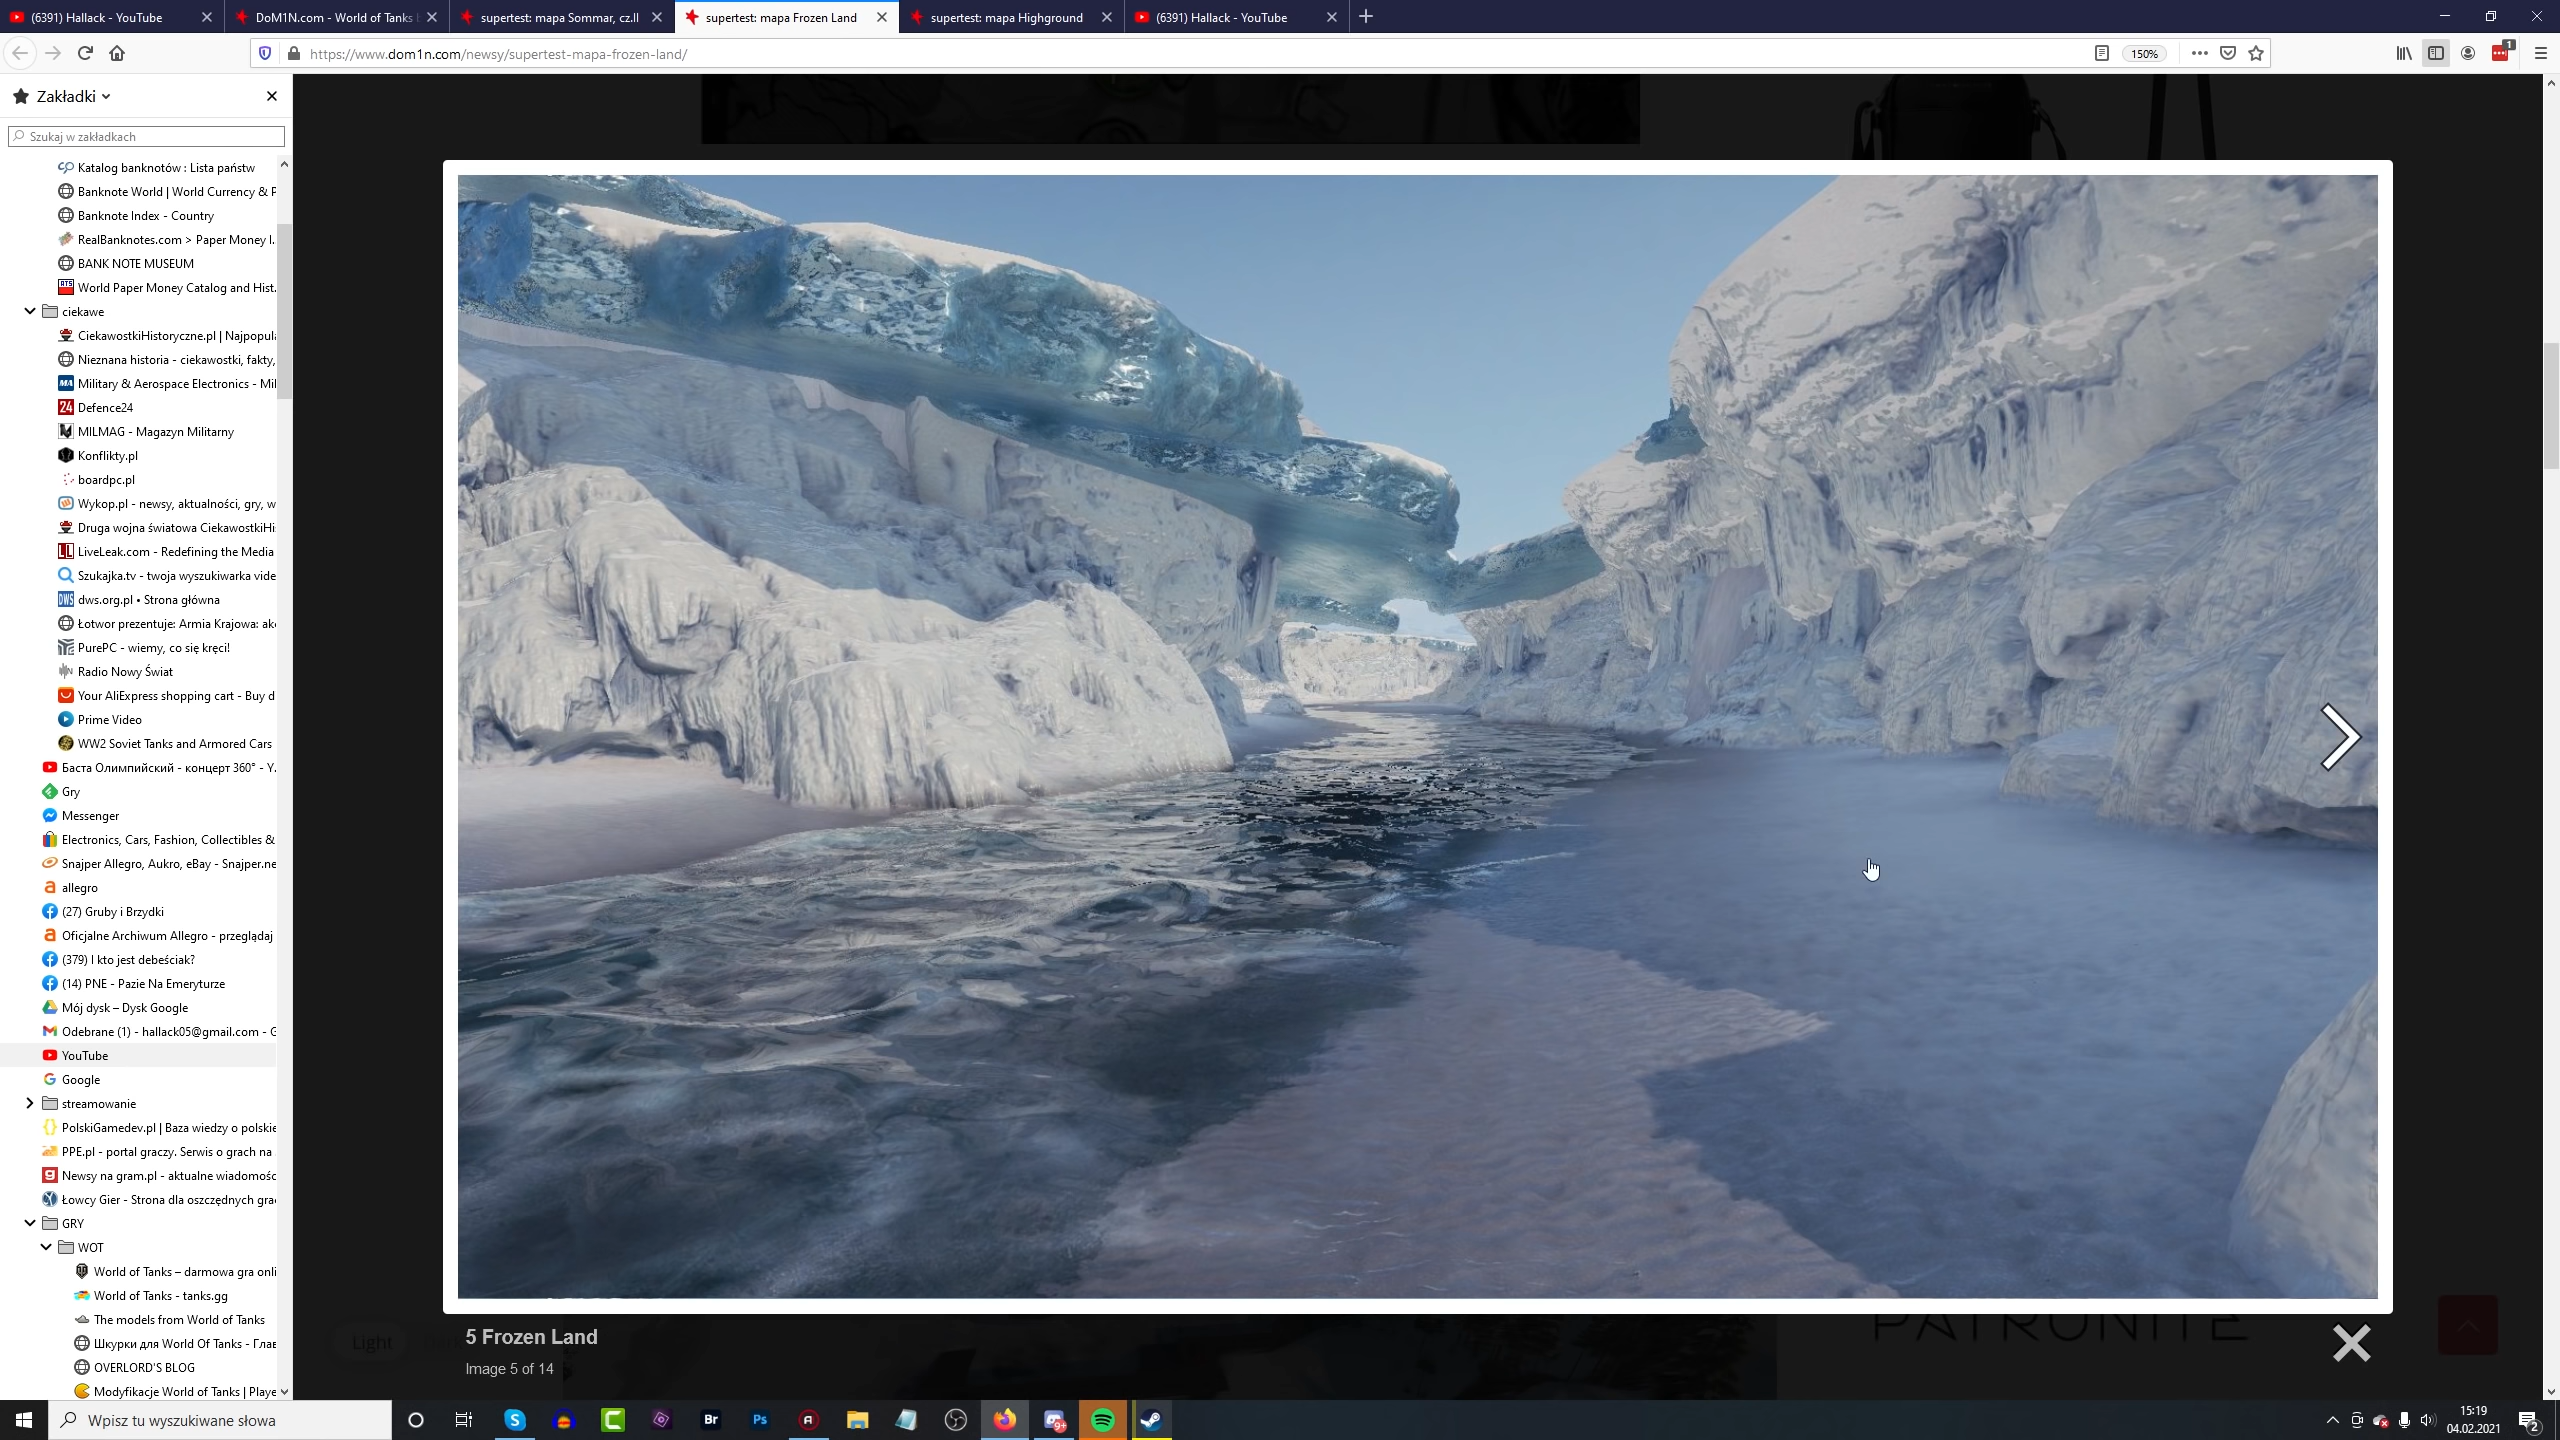 (6391) Hallack - YouTube
DoM1N.com - World of Tanks
supertest: mapa Sommar, cz.II
supertest: mapa Frozen Land
supertest: mapa Highground
(6391) Hallack - YouTube
https://www.dom1n.com/newsy/supertest-mapa-frozen-land/
150%
1
Zakładki
Szukaj w zakładkach
Katalog banknotów : Lista państw
Banknote World | World Currency & P
Banknote Index - Country
RealBanknotes.com > Paper Money I...
BANK NOTE MUSEUM
World Paper Money Catalog and Hist...
ciekawe
CiekawostkiHistoryczne.pl | Najpopula
Nieznana historia - ciekawostki, fakty,
Military & Aerospace Electronics - Mil
Defence24
MILMAG - Magazyn Militarny
Konflikty.pl
boardpc.pl
Wykop.pl - newsy, aktualności, gry, w
Druga wojna światowa CiekawostkiHi
LiveLeak.com - Redefining the Media
Szukajka.tv - twoja wyszukiwarka vide
dws.org.pl • Strona główna
Łotwor prezentuje: Armia Krajowa: ak
PurePC - wiemy, co się kręci!
Radio Nowy Świat
Your AliExpress shopping cart - Buy d
Prime Video
WW2 Soviet Tanks and Armored Cars
Баста Олимпийский - концерт 360° - Y...
Gry
Messenger
Electronics, Cars, Fashion, Collectibles &
Snajper Allegro, Aukro, eBay - Snajper.ne
allegro
(27) Gruby i Brzydki
Oficjalne Archiwum Allegro - przeglądaj
(379) I kto jest debeściak?
(14) PNE - Pazie Na Emeryturze
Mój dysk – Dysk Google
Odebrane (1) - hallack05@gmail.com - G
YouTube
Google
streamowanie
PolskiGamedev.pl | Baza wiedzy o polskie
PPE.pl - portal graczy. Serwis o grach na
Newsy na gram.pl - aktualne wiadomośc
Łowcy Gier - Strona dla oszczędnych gra
GRY
WOT
World of Tanks – darmowa gra onli
World of Tanks - tanks.gg
The models from World of Tanks
Шкурки для World Of Tanks - Глав
OVERLORD'S BLOG
Modyfikacje World of Tanks | Playe
5 Frozen Land
Image 5 of 14
Light
PATRONITE
Wpisz tu wyszukiwane słowa
Br
Ps
9+
15:19
04.02.2021
2